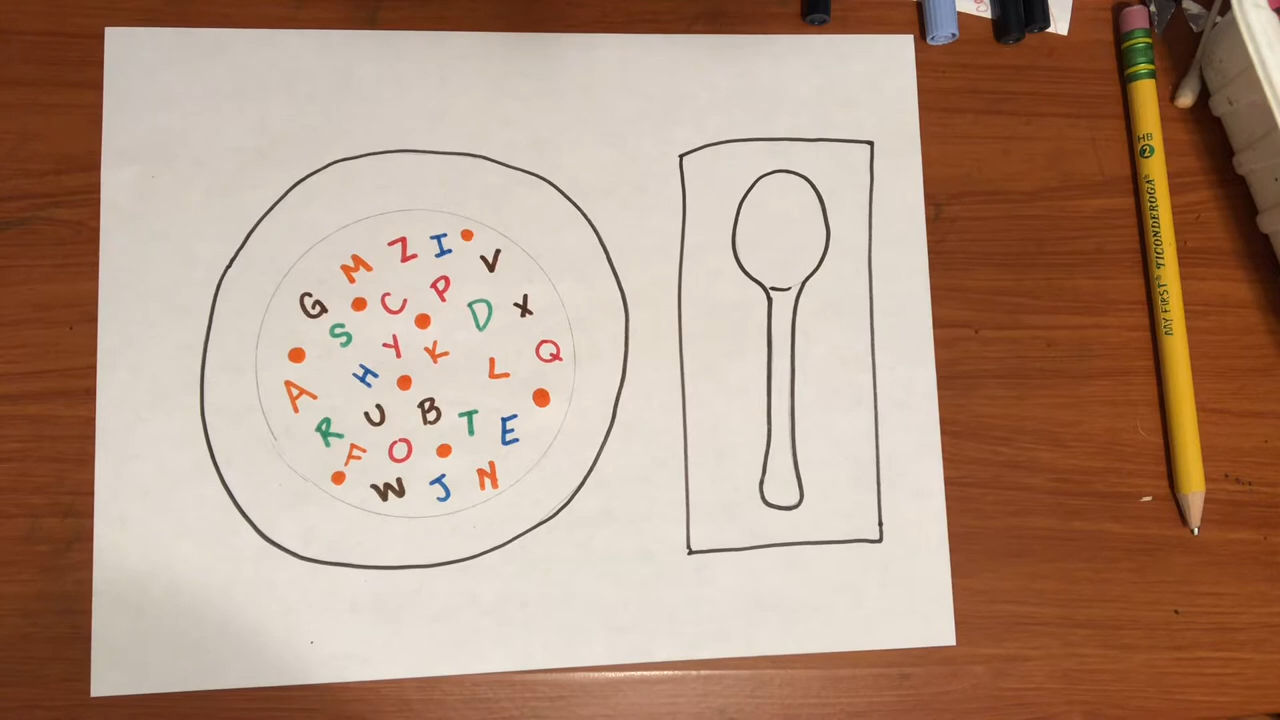 Z I
M V
G C P D X
S Y K L Q
A H
R U B T E
F O
W J N
HB
2
MY FIRST® TICONDEROGA®